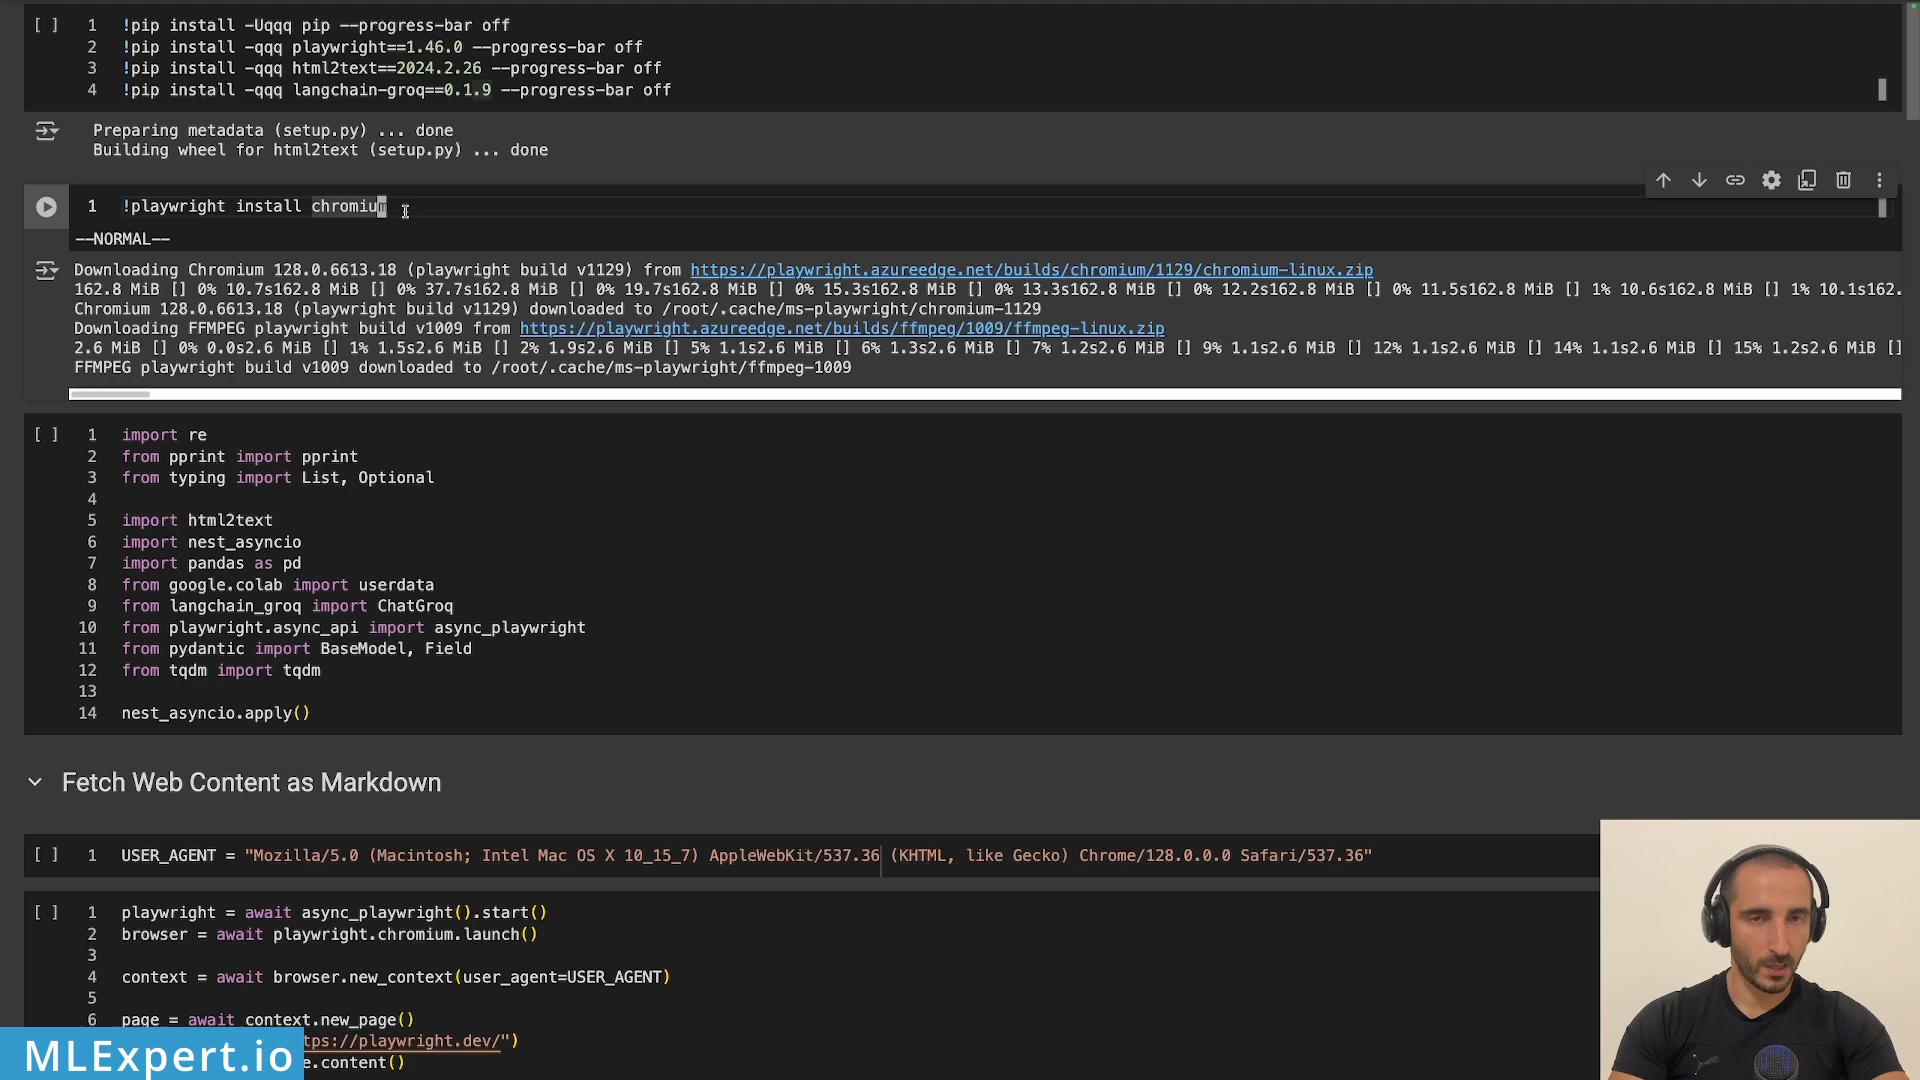 [ ] 1 !pip install -Uqqq pip --progress-bar off
2 !pip install -qqq playwright==1.46.0 --progress-bar off
3 !pip install -qqq html2text==2024.2.26 --progress-bar off
4 !pip install -qqq langchain-groq==0.1.9 --progress-bar off
Preparing metadata (setup.py) ... done
Building wheel for html2text (setup.py) ... done
1 !playwright install chromium
--NORMAL--
Downloading Chromium 128.0.6613.18 (playwright build v1129) from https://playwright.azureedge.net/builds/chromium/1129/chromium-linux.zip
162.8 MiB [] 0% 10.7s162.8 MiB [] 0% 37.7s162.8 MiB [] 0% 19.7s162.8 MiB [] 0% 15.3s162.8 MiB [] 0% 13.3s162.8 MiB [] 0% 12.2s162.8 MiB [] 0% 11.5s162.8 MiB [] 1% 10.6s162.8 MiB [] 1% 10.1s162.
Chromium 128.0.6613.18 (playwright build v1129) downloaded to /root/.cache/ms-playwright/chromium-1129
Downloading FFMPEG playwright build v1009 from https://playwright.azureedge.net/builds/ffmpeg/1009/ffmpeg-linux.zip
2.6 MiB [] 0% 0.0s2.6 MiB [] 1% 1.5s2.6 MiB [] 2% 1.9s2.6 MiB [] 5% 1.1s2.6 MiB [] 6% 1.3s2.6 MiB [] 7% 1.2s2.6 MiB [] 9% 1.1s2.6 MiB [] 12% 1.1s2.6 MiB [] 14% 1.1s2.6 MiB [] 15% 1.2s2.6 MiB []
FFMPEG playwright build v1009 downloaded to /root/.cache/ms-playwright/ffmpeg-1009
[ ] 1 import re
2 from pprint import pprint
3 from typing import List, Optional
4
5 import html2text
6 import nest_asyncio
7 import pandas as pd
8 from google.colab import userdata
9 from langchain_groq import ChatGroq
10 from playwright.async_api import async_playwright
11 from pydantic import BaseModel, Field
12 from tqdm import tqdm
13
14 nest_asyncio.apply()
Fetch Web Content as Markdown
[ ] 1 USER_AGENT = "Mozilla/5.0 (Macintosh; Intel Mac OS X 10_15_7) AppleWebKit/537.36 (KHTML, like Gecko) Chrome/128.0.0.0 Safari/537.36"
[ ] 1 playwright = await async_playwright().start()
2 browser = await playwright.chromium.launch()
3
4 context = await browser.new_context(user_agent=USER_AGENT)
5
6 page = await context.new_page()
tps://playwright.dev/")
e.content()
MLExpert.io